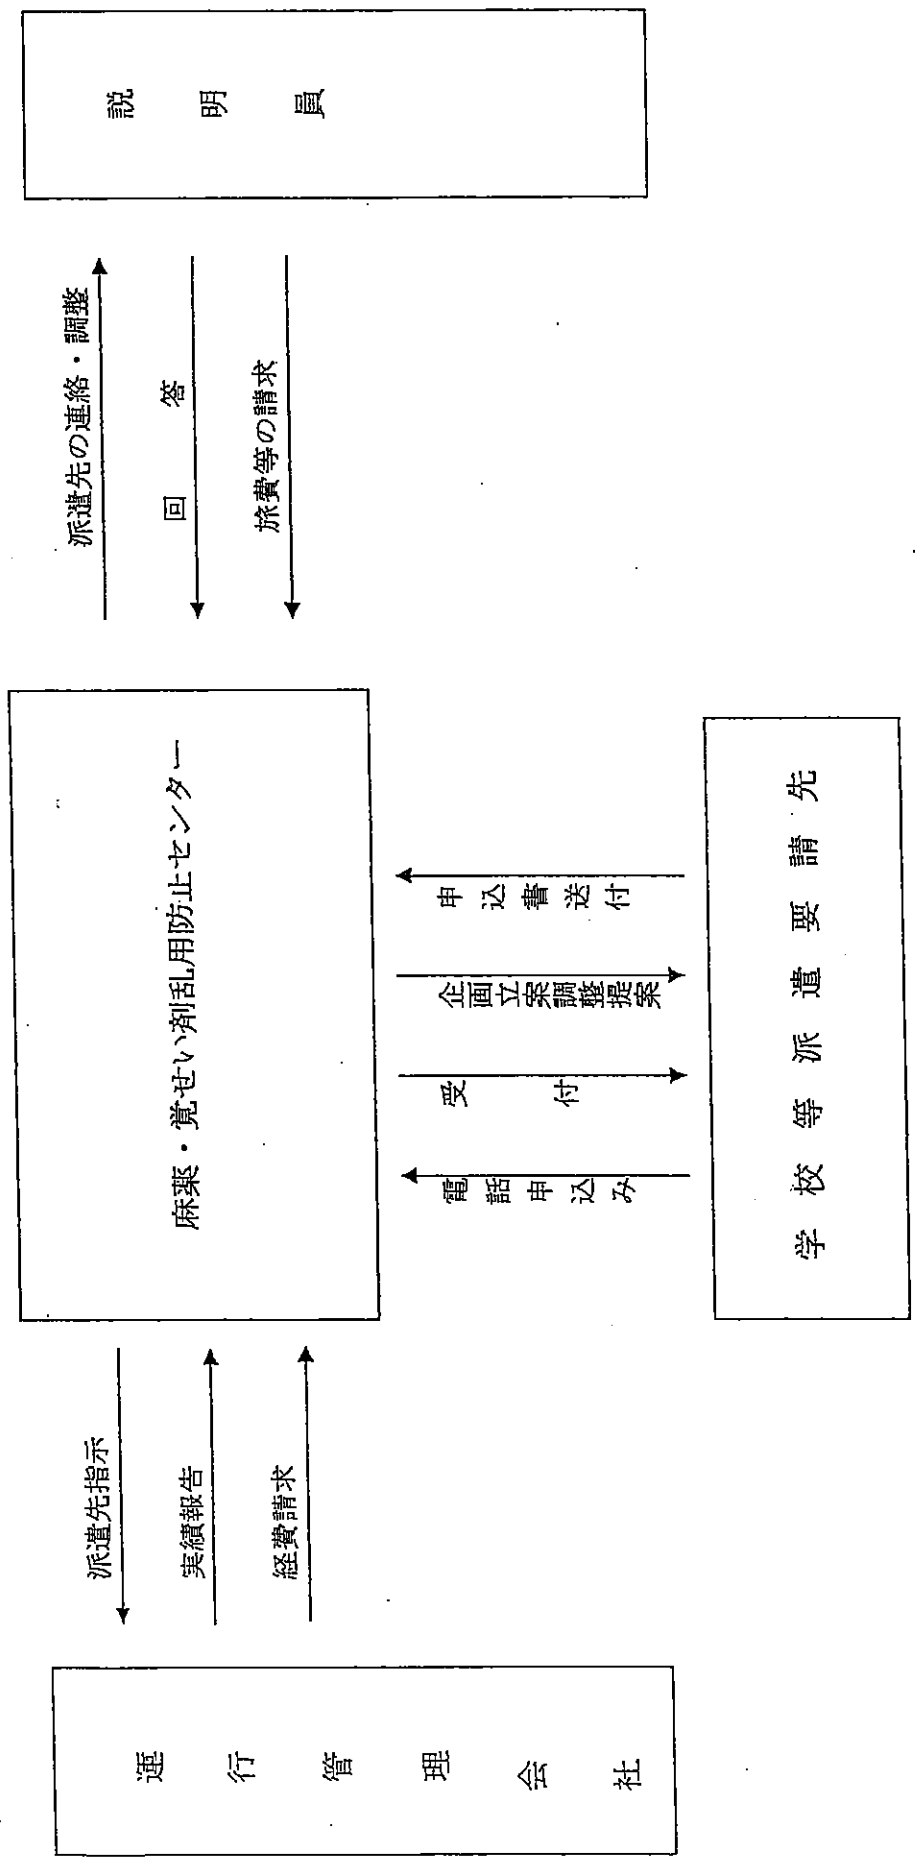 運行管理会社
派遣先指示
実績報告
経費請求
麻薬・覚せい剤乱用防止センター
派遣先の連絡・調整
回答
旅費等の請求
説明員
電話申込み
受付
企画立案調整提案
申込書送付
学校等派遣要請先